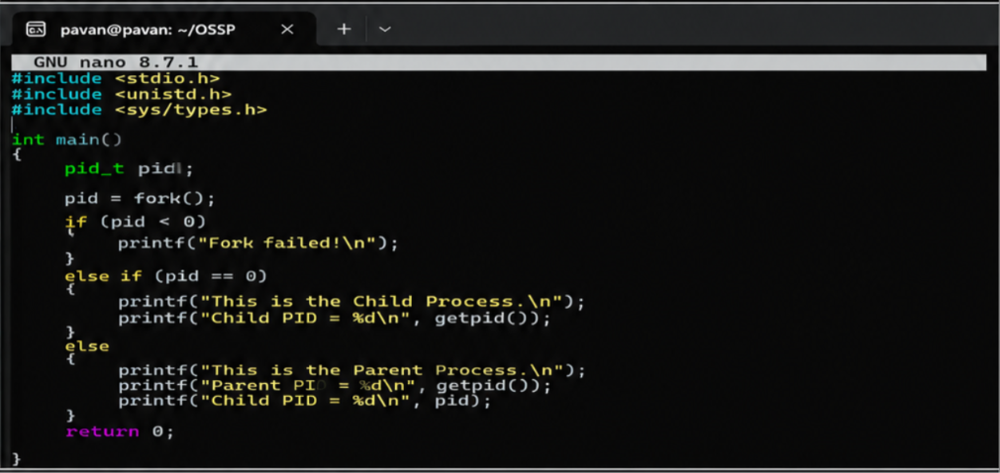 pavan@pavan: ~/OSSP
GNU nano 8.7.1
#include <stdio.h>
#include <unistd.h>
#include <sys/types.h>
int main()
{
pid_t pid;
pid = fork();
if (pid < 0)
{
printf("Fork failed!\n");
}
else if (pid == 0)
{
printf("This is the Child Process.\n");
printf("Child PID = %d\n", getpid());
}
else
{
printf("This is the Parent Process.\n");
printf("Parent PID = %d\n", getpid());
printf("Child PID = %d\n", pid);
}
return 0;
}